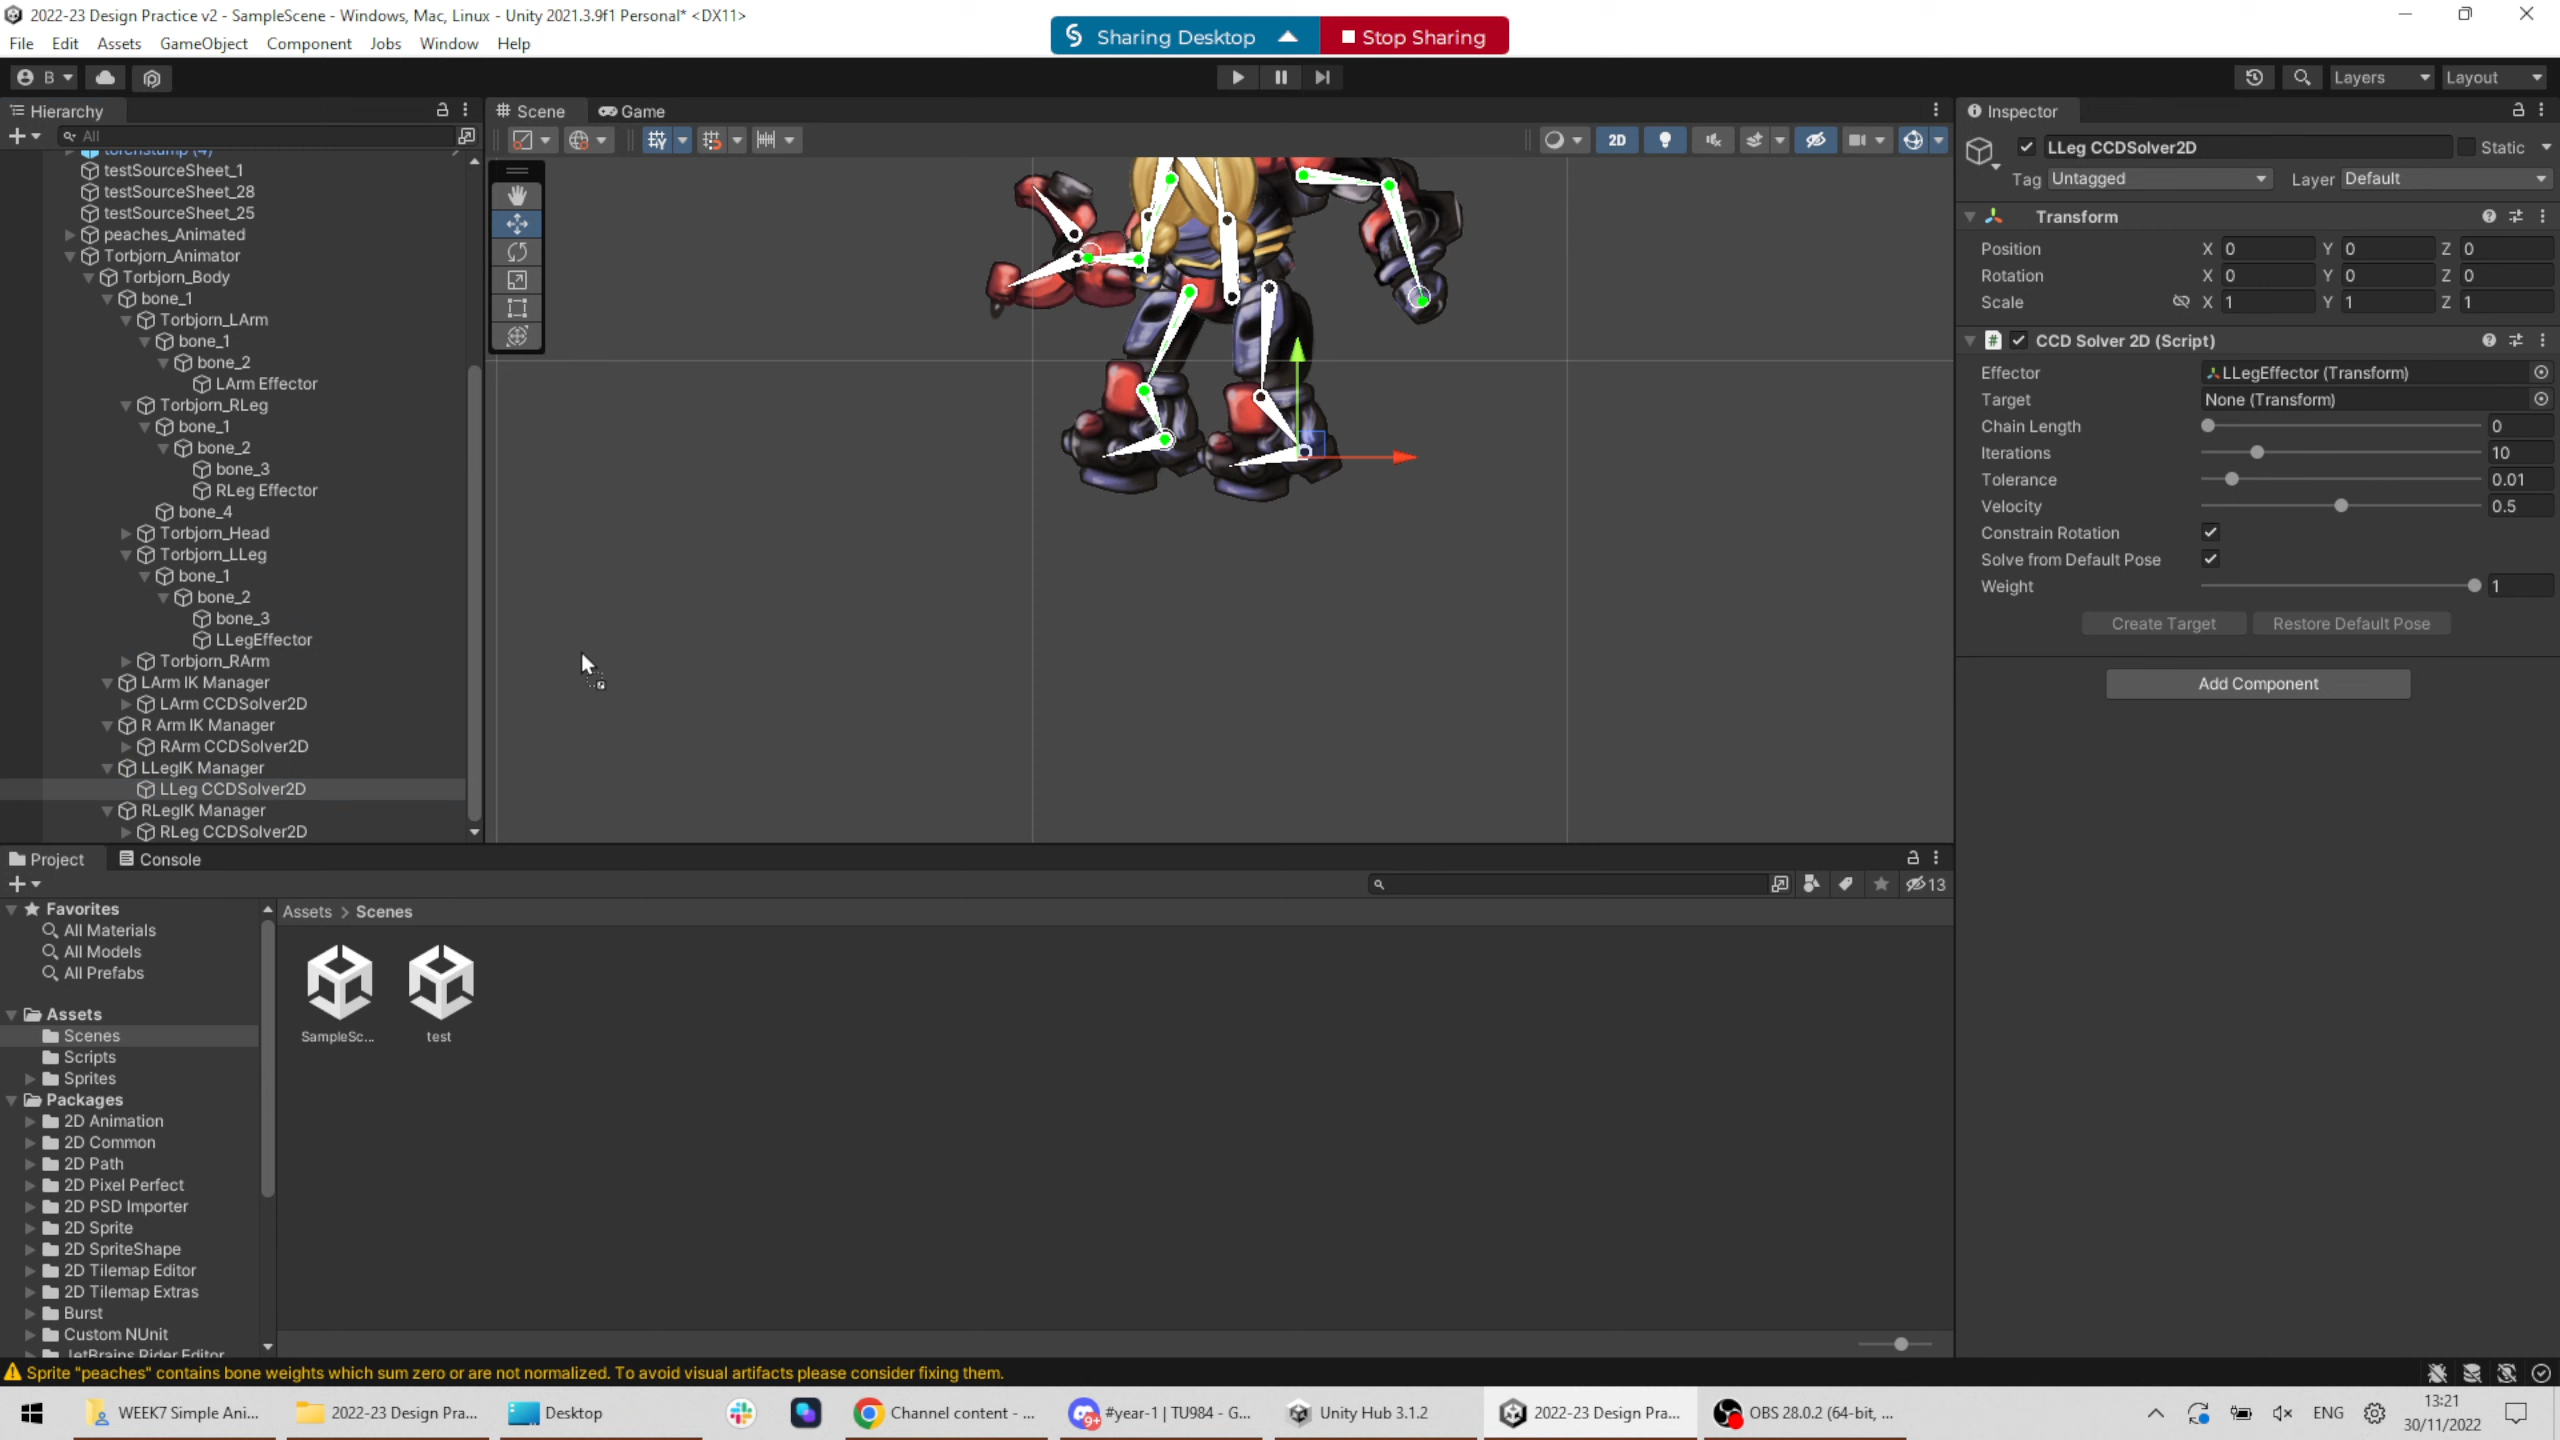 2022-23 Design Practice v2 - SampleScene - Windows, Mac, Linux - Unity 2021.3.9f1 Personal* <DX11>
Sharing Desktop
Stop Sharing
File Edit Assets GameObject Component Jobs Window Help
B
Layers
Layout
Hierarchy
All
torchstump (4)
testSourceSheet_1
testSourceSheet_28
testSourceSheet_25
peaches_Animated
Torbjorn_Animator
Torbjorn_Body
bone_1
Torbjorn_LArm
bone_1
bone_2
LArm Effector
Torbjorn_RLeg
bone_1
bone_2
bone_3
RLeg Effector
bone_4
Torbjorn_Head
Torbjorn_LLeg
bone_1
bone_2
bone_3
LLegEffector
Torbjorn_RArm
LArm IK Manager
LArm CCDSolver2D
R Arm IK Manager
RArm CCDSolver2D
LLegIK Manager
LLeg CCDSolver2D
RLegIK Manager
RLeg CCDSolver2D
Scene
Game
2D
Inspector
LLeg CCDSolver2D
Static
Tag Untagged
Layer Default
Transform
Position X 0 Y 0 Z 0
Rotation X 0 Y 0 Z 0
Scale X 1 Y 1 Z 1
CCD Solver 2D (Script)
Effector LLegEffector (Transform)
Target None (Transform)
Chain Length 0
Iterations 10
Tolerance 0.01
Velocity 0.5
Constrain Rotation
Solve from Default Pose
Weight 1
Create Target
Restore Default Pose
Add Component
Project
Console
13
Favorites
All Materials
All Models
All Prefabs
Assets
Scenes
Scripts
Sprites
Packages
2D Animation
2D Common
2D Path
2D Pixel Perfect
2D PSD Importer
2D Sprite
2D SpriteShape
2D Tilemap Editor
2D Tilemap Extras
Burst
Custom NUnit
JetBrains Rider Editor
Assets > Scenes
SampleSc...
test
Sprite "peaches" contains bone weights which sum zero or are not normalized. To avoid visual artifacts please consider fixing them.
WEEK7 Simple Ani...
2022-23 Design Pra...
Desktop
Channel content - ...
9+
#year-1 | TU984 - G...
Unity Hub 3.1.2
2022-23 Design Pra...
OBS 28.0.2 (64-bit, ...
ENG
13:21
30/11/2022